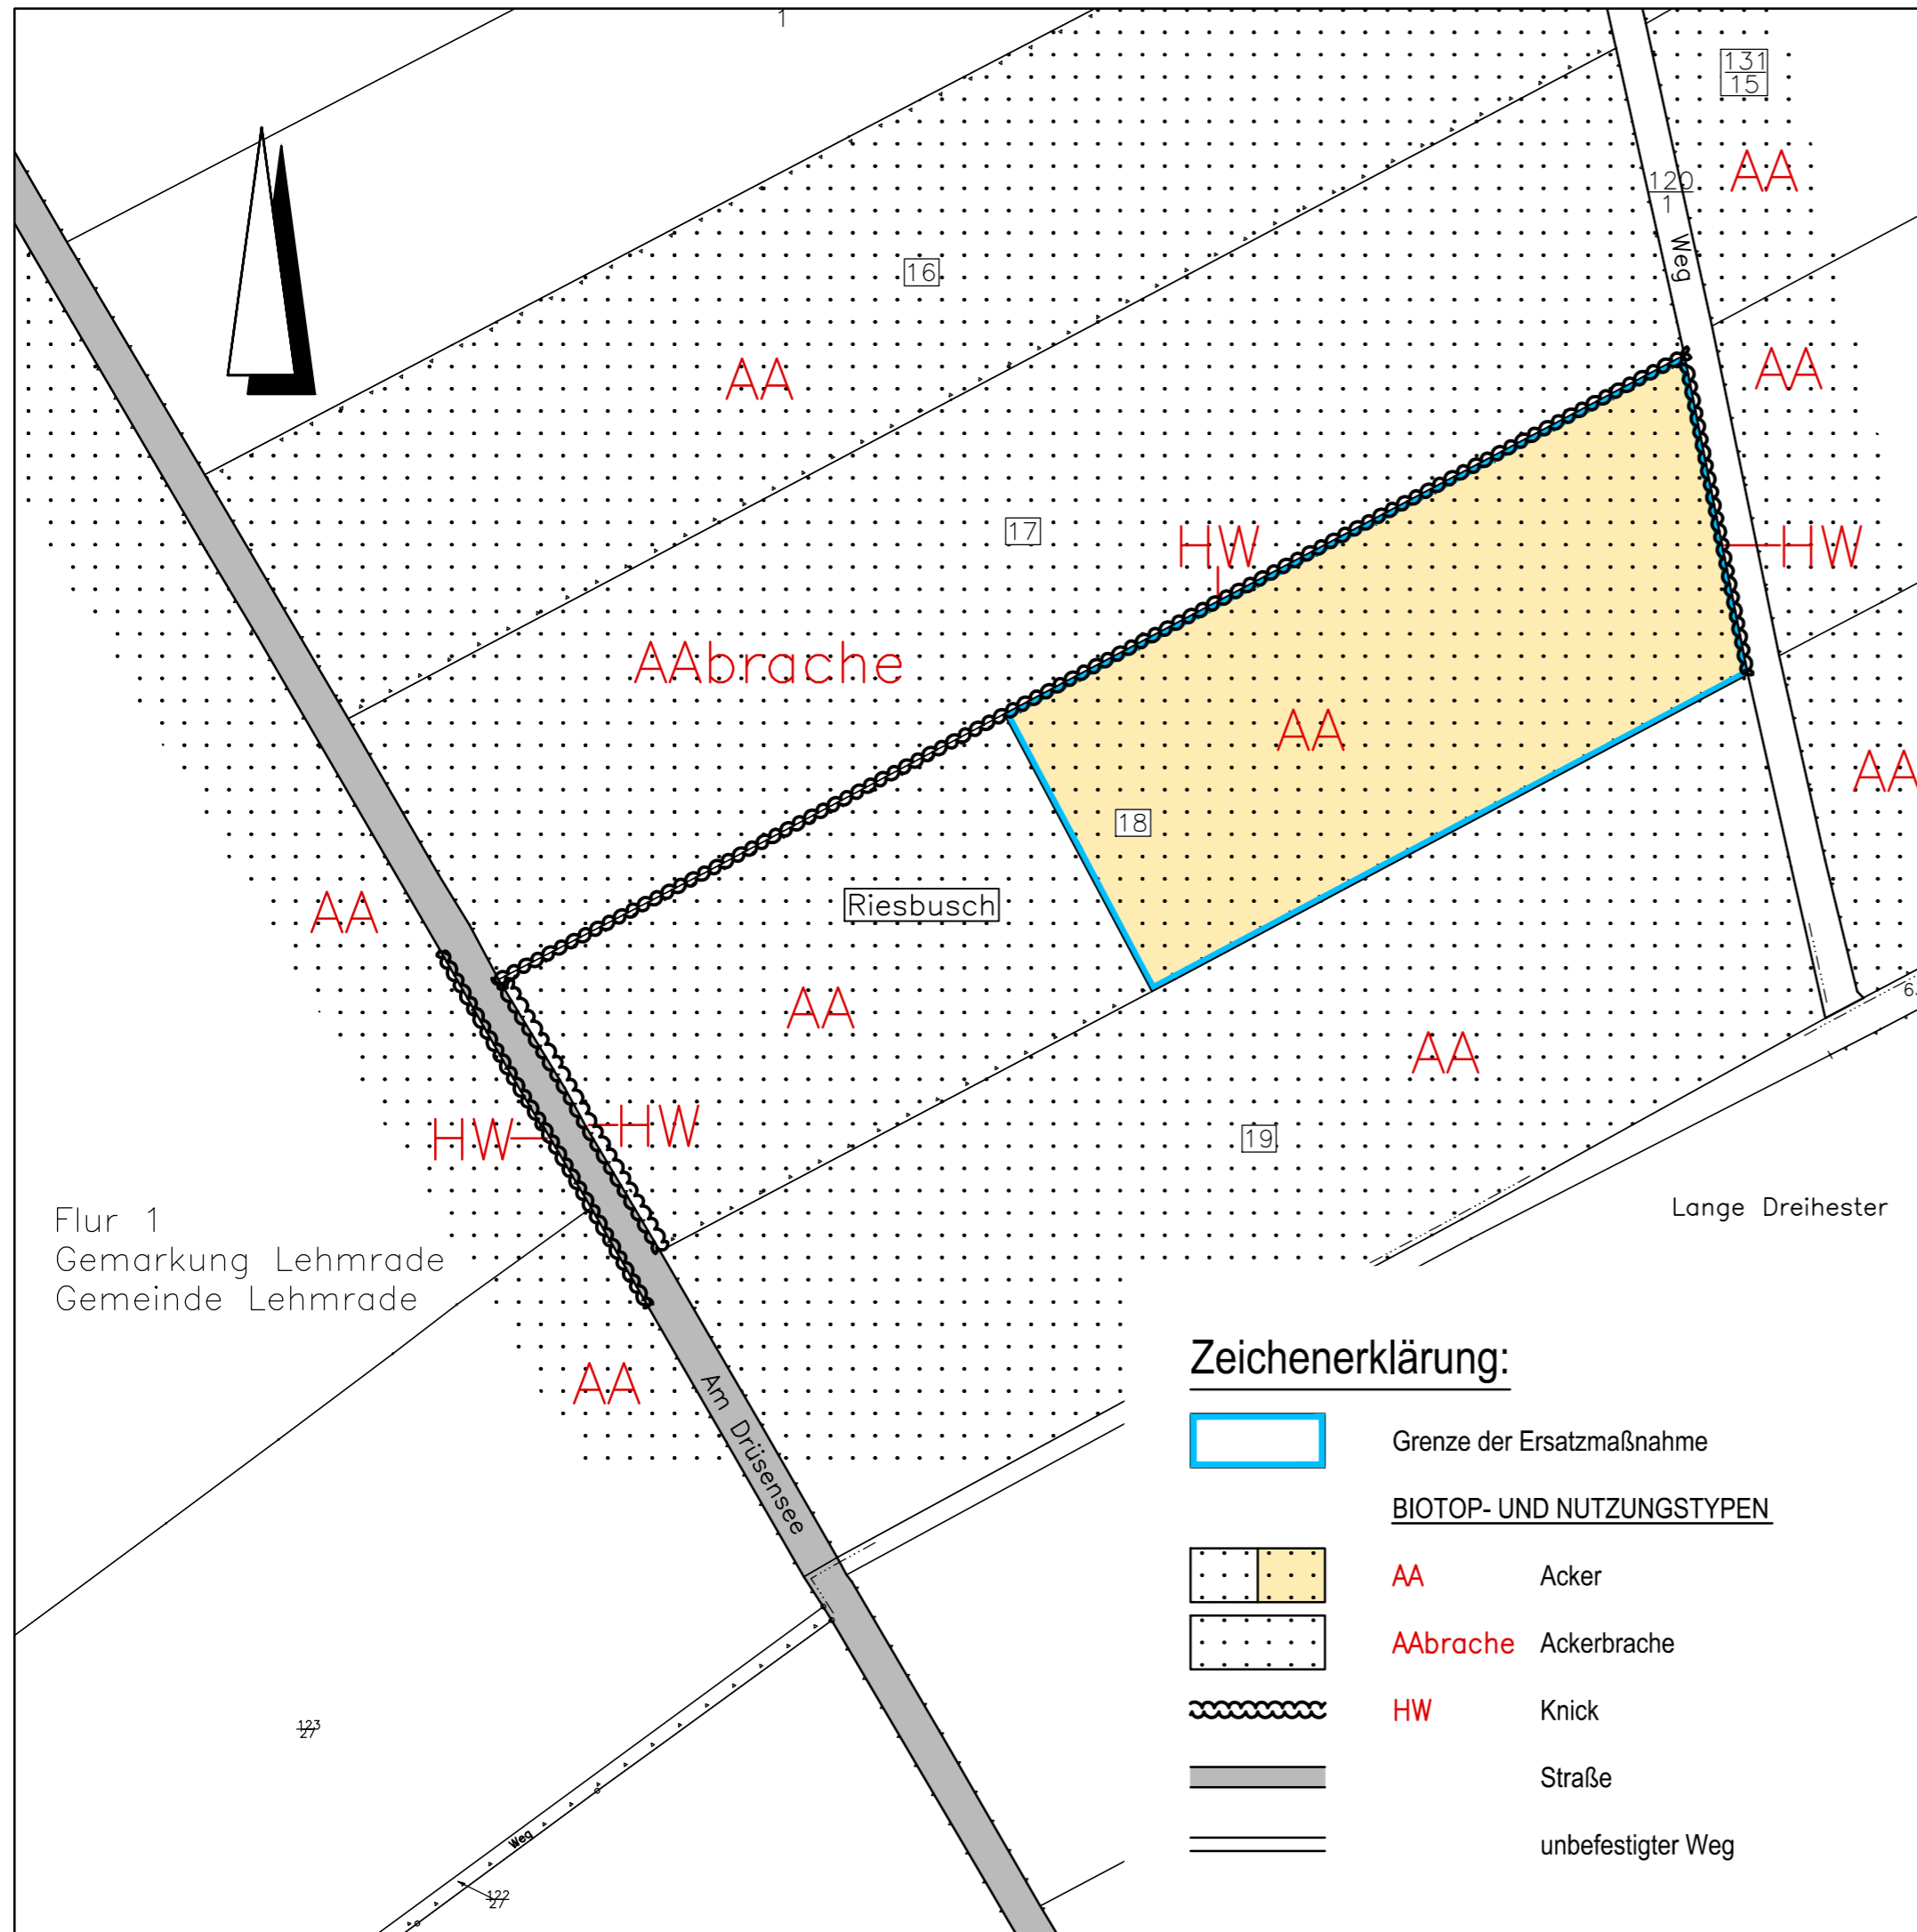 1
131
15
AA
120
1
Weg
16
AA
AA
17
HW
HW
AAbrache
AA
AA
18
Riesbusch
AA
AA
AA
HW
HW
19
Lange Dreihester
Flur 1
Gemarkung Lehmrade
Gemeinde Lehmrade
AA
Am Drüsensee
123
27
Weg
122
27
Zeichenerklärung:
Grenze der Ersatzmaßnahme
BIOTOP- UND NUTZUNGSTYPEN
AA Acker
AAbrache Ackerbrache
HW Knick
Straße
unbefestigter Weg